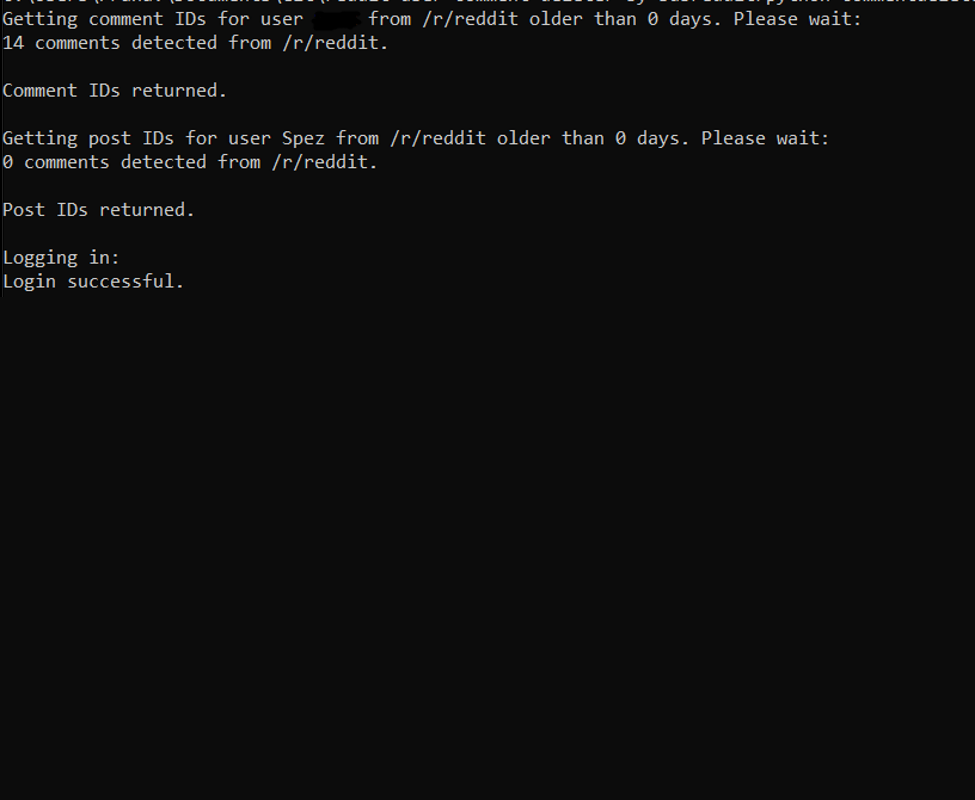 Getting comment IDs for user from /r/reddit older than 0 days. Please wait:
14 comments detected from /r/reddit.
Comment IDs returned.
Getting post IDs for user Spez from /r/reddit older than 0 days. Please wait:
0 comments detected from /r/reddit.
Post IDs returned.
Logging in:
Login successful.